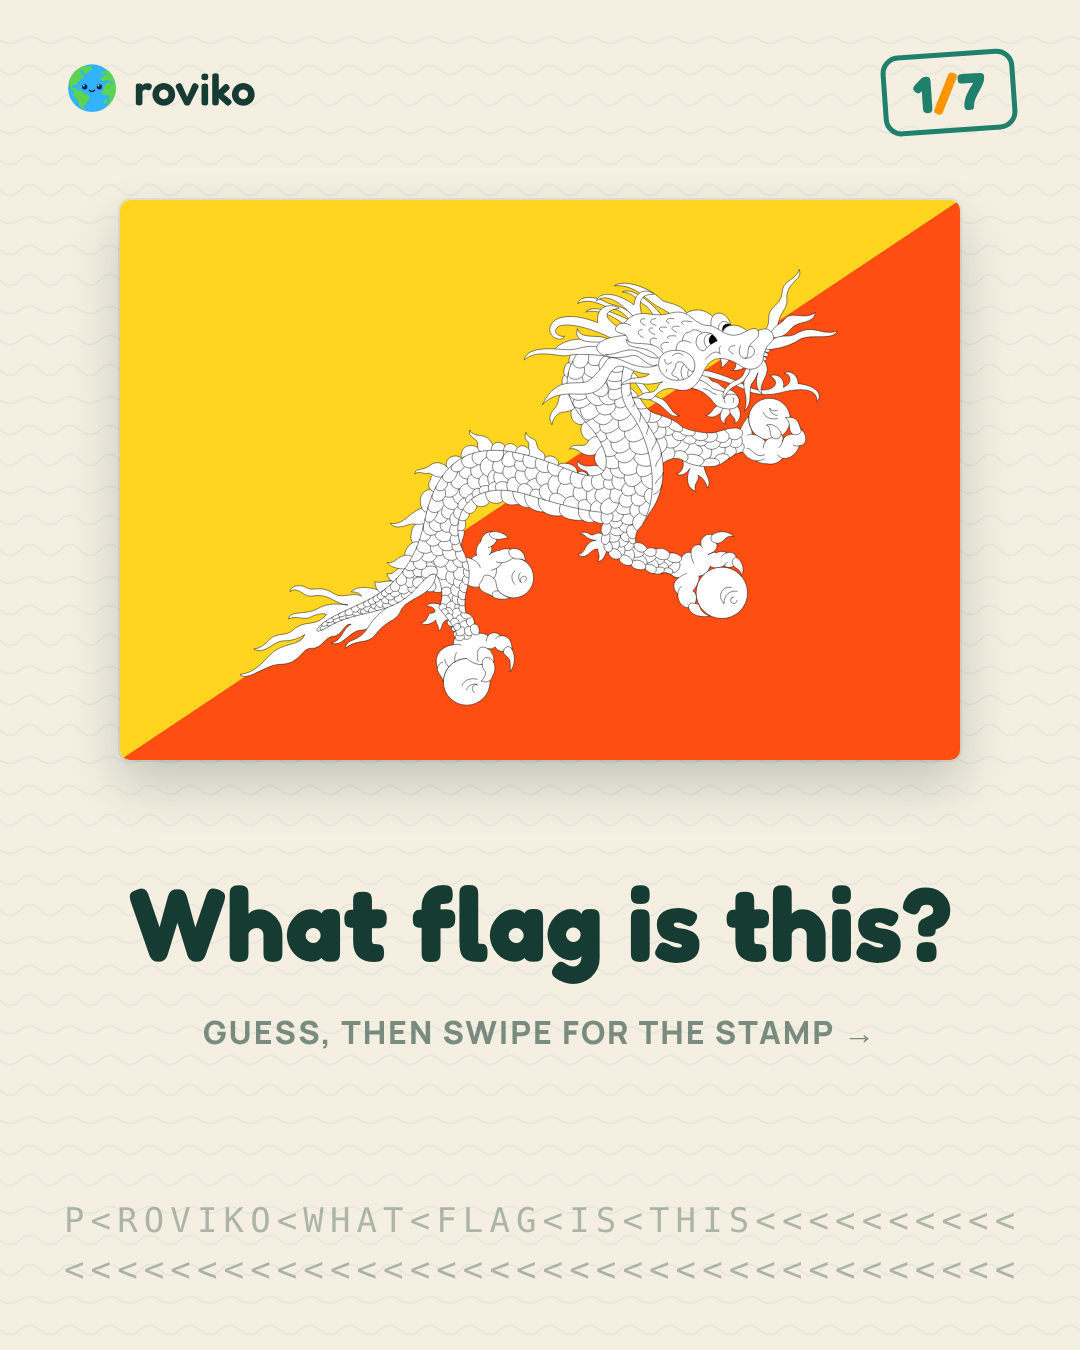 roviko
1/7
What flag is this?
GUESS, THEN SWIPE FOR THE STAMP →
P<ROVIKO<WHAT<FLAG<IS<THIS<<<<<<<<<<
<<<<<<<<<<<<<<<<<<<<<<<<<<<<<<<<<<<<